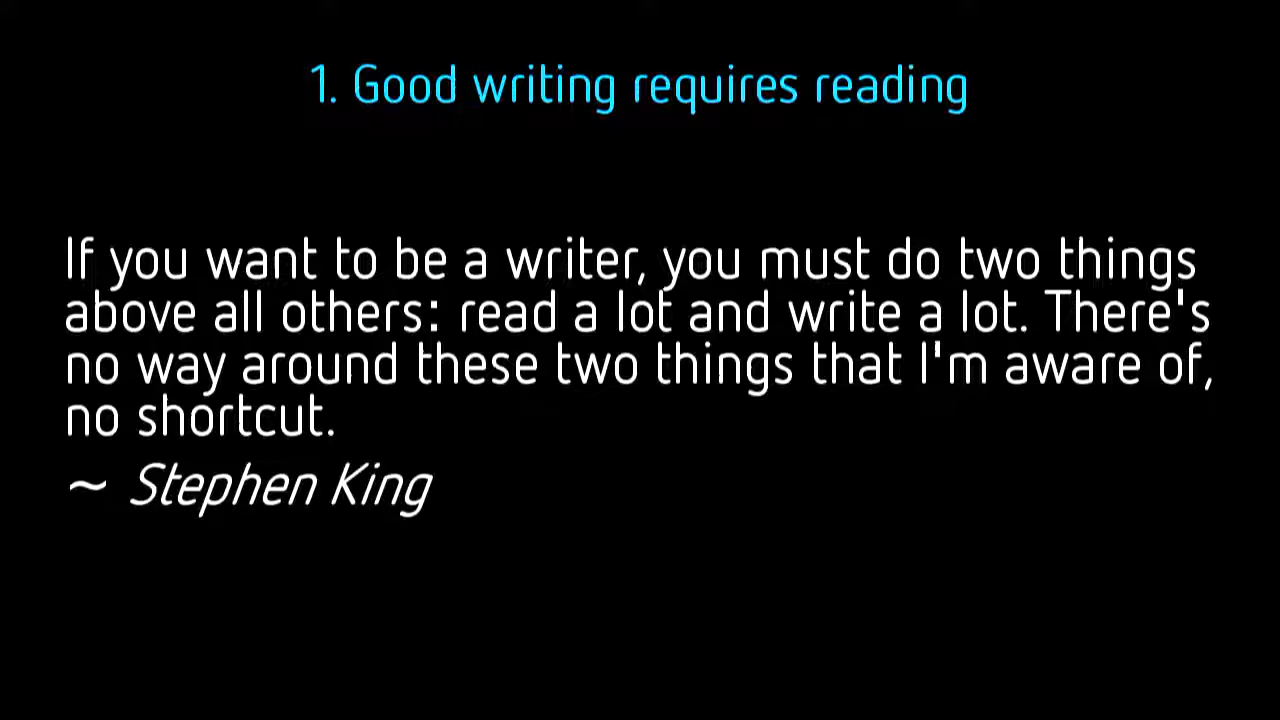 1. Good writing requires reading
If you want to be a writer, you must do two things
above all others: read a lot and write a lot. There's
no way around these two things that I'm aware of,
no shortcut.
~ Stephen King